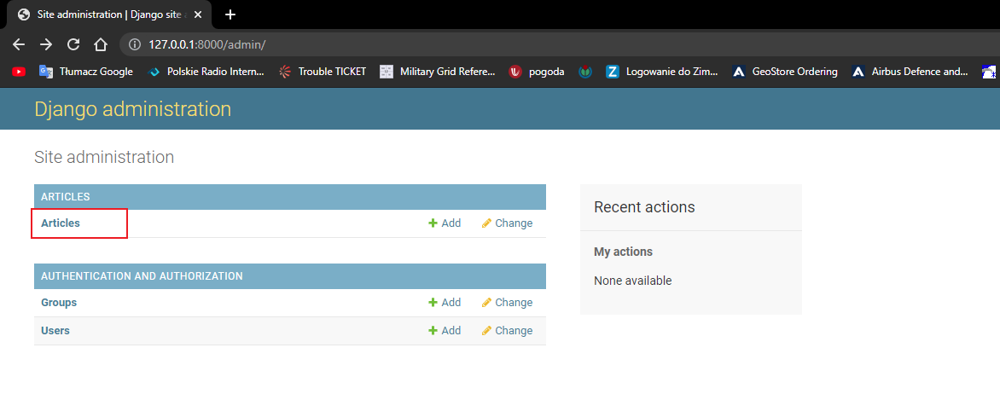 Site administration | Django site a
127.0.0.1:8000/admin/
Tłumacz Google Polskie Radio Intern... Trouble TICKET Military Grid Refere... pogoda Logowanie do Zim... GeoStore Ordering Airbus Defence and...
Django administration
Site administration
ARTICLES
Articles Add Change
AUTHENTICATION AND AUTHORIZATION
Groups Add Change
Users Add Change
Recent actions
My actions
None available